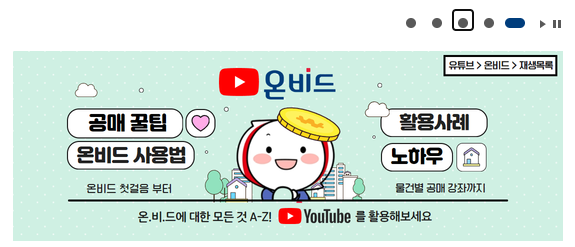 유튜브 > 온비드 > 재생목록
온비드
공매 꿀팁
온비드 사용법
온비드 첫걸음 부터
활용사례
노하우
물건별 공매 강좌까지
온.비.드에 대한 모든 것 A-Z! YouTube 를 활용해보세요